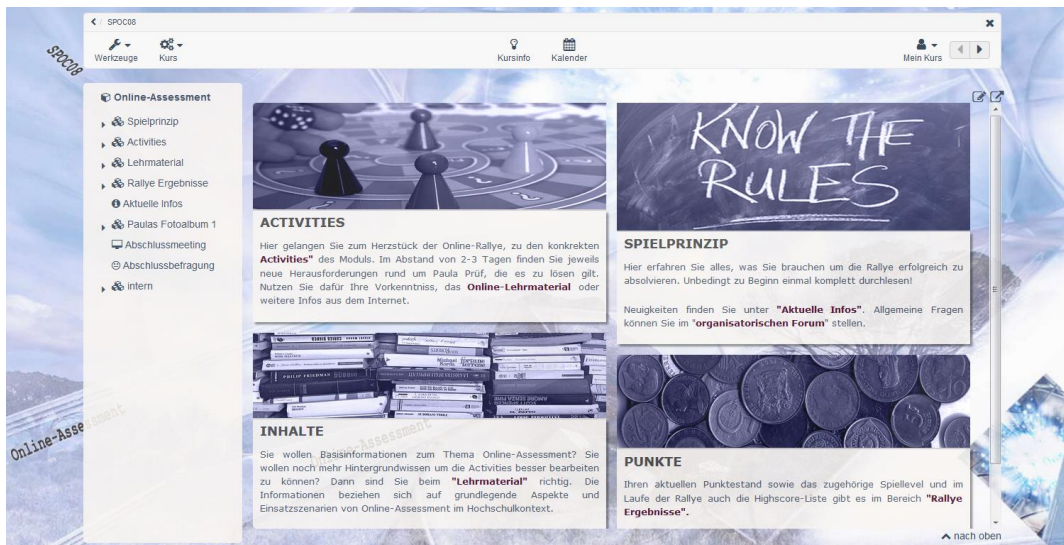 SPOC08
SPOC08
Werkzeuge
Kurs
Kursinfo
Kalender
Mein Kurs
Online-Assessment
Spielprinzip
Activities
Lehrmaterial
Rallye Ergebnisse
Aktuelle Infos
Paulas Fotoalbum 1
Abschlussmeeting
Abschlussbefragung
intern
ACTIVITIES
Hier gelangen Sie zum Herzstück der Online-Rallye, zu den konkreten
Activities" des Moduls. Im Abstand von 2-3 Tagen finden Sie jeweils
neue Herausforderungen rund um Paula Prüf, die es zu lösen gilt.
Nutzen Sie dafür Ihre Vorkenntnis, das Online-Lehrmaterial oder
weitere Infos aus dem Internet.
KNOW THE
RULES
SPIELPRINZIP
Hier erfahren Sie alles, was Sie brauchen um die Rallye erfolgreich zu
absolvieren. Unbedingt zu Beginn einmal komplett durchlesen!
Neuigkeiten finden Sie unter "Aktuelle Infos". Allgemeine Fragen
können Sie im "organisatorischen Forum" stellen.
PHILIP FRIEDMAN
INHALTE
Sie wollen Basisinformationen zum Thema Online-Assessment? Sie
wollen noch mehr Hintergrundwissen um die Activities besser bearbeiten
zu können? Dann sind Sie beim "Lehrmaterial" richtig. Die
Informationen beziehen sich auf grundlegende Aspekte und
Einsatzszenarien von Online-Assessment im Hochschulkontext.
PUNKTE
Ihren aktuellen Punktestand sowie das zugehörige Spiellevel und im
Laufe der Rallye auch die Highscore-Liste gibt es im Bereich "Rallye
Ergebnisse".
Online-Assessment
Online-Assessment
nach oben